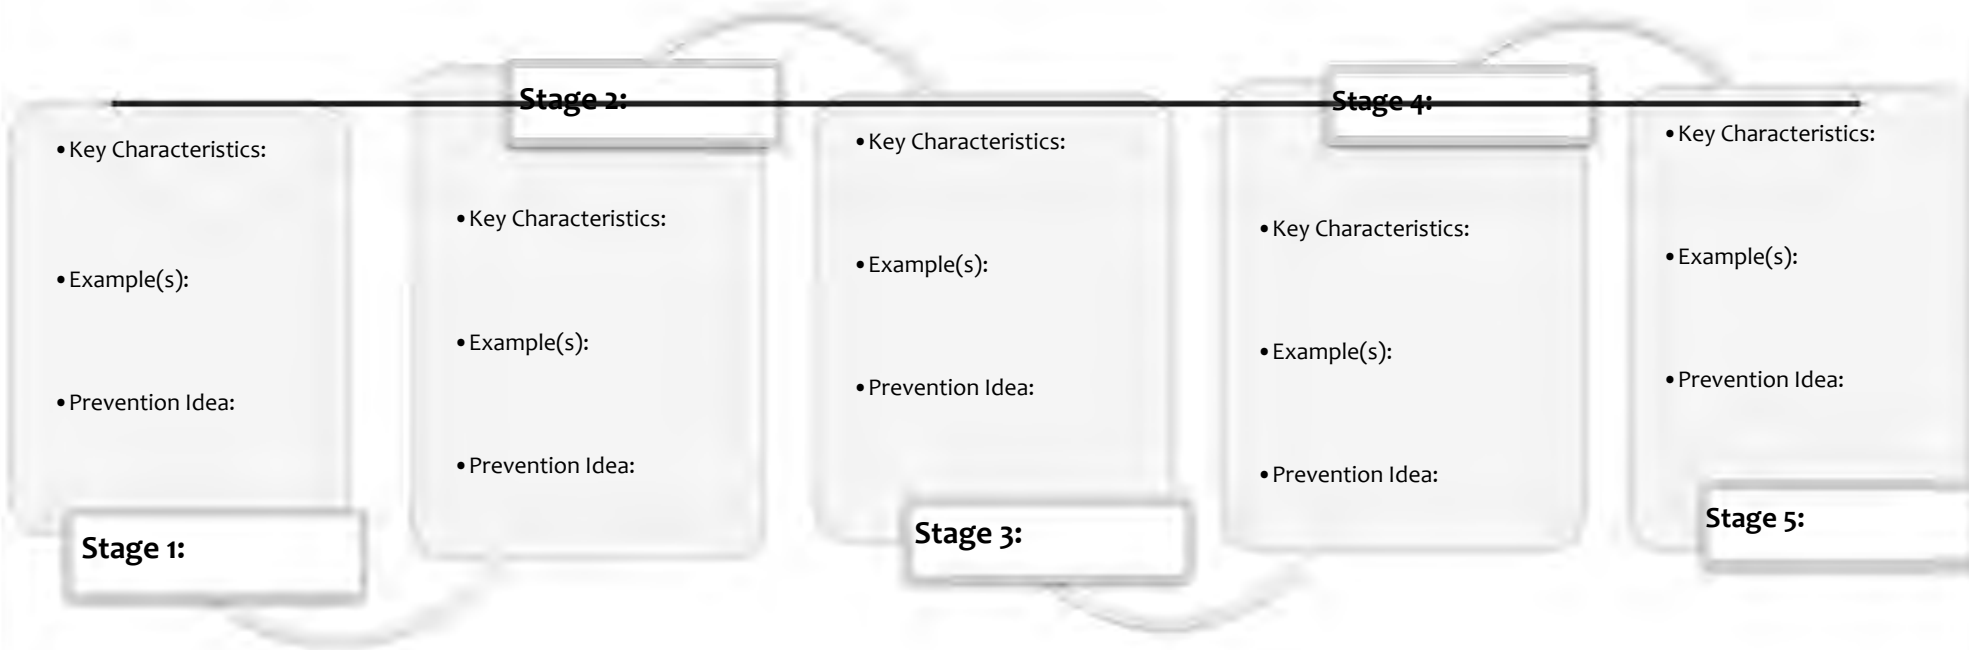 • Key Characteristics:
• Example(s):
• Prevention Idea:
Stage 1:
Stage 2:
• Key Characteristics:
• Example(s):
• Prevention Idea:
• Key Characteristics:
• Example(s):
• Prevention Idea:
Stage 3:
Stage 4:
• Key Characteristics:
• Example(s):
• Prevention Idea:
• Key Characteristics:
• Example(s):
• Prevention Idea:
Stage 5: